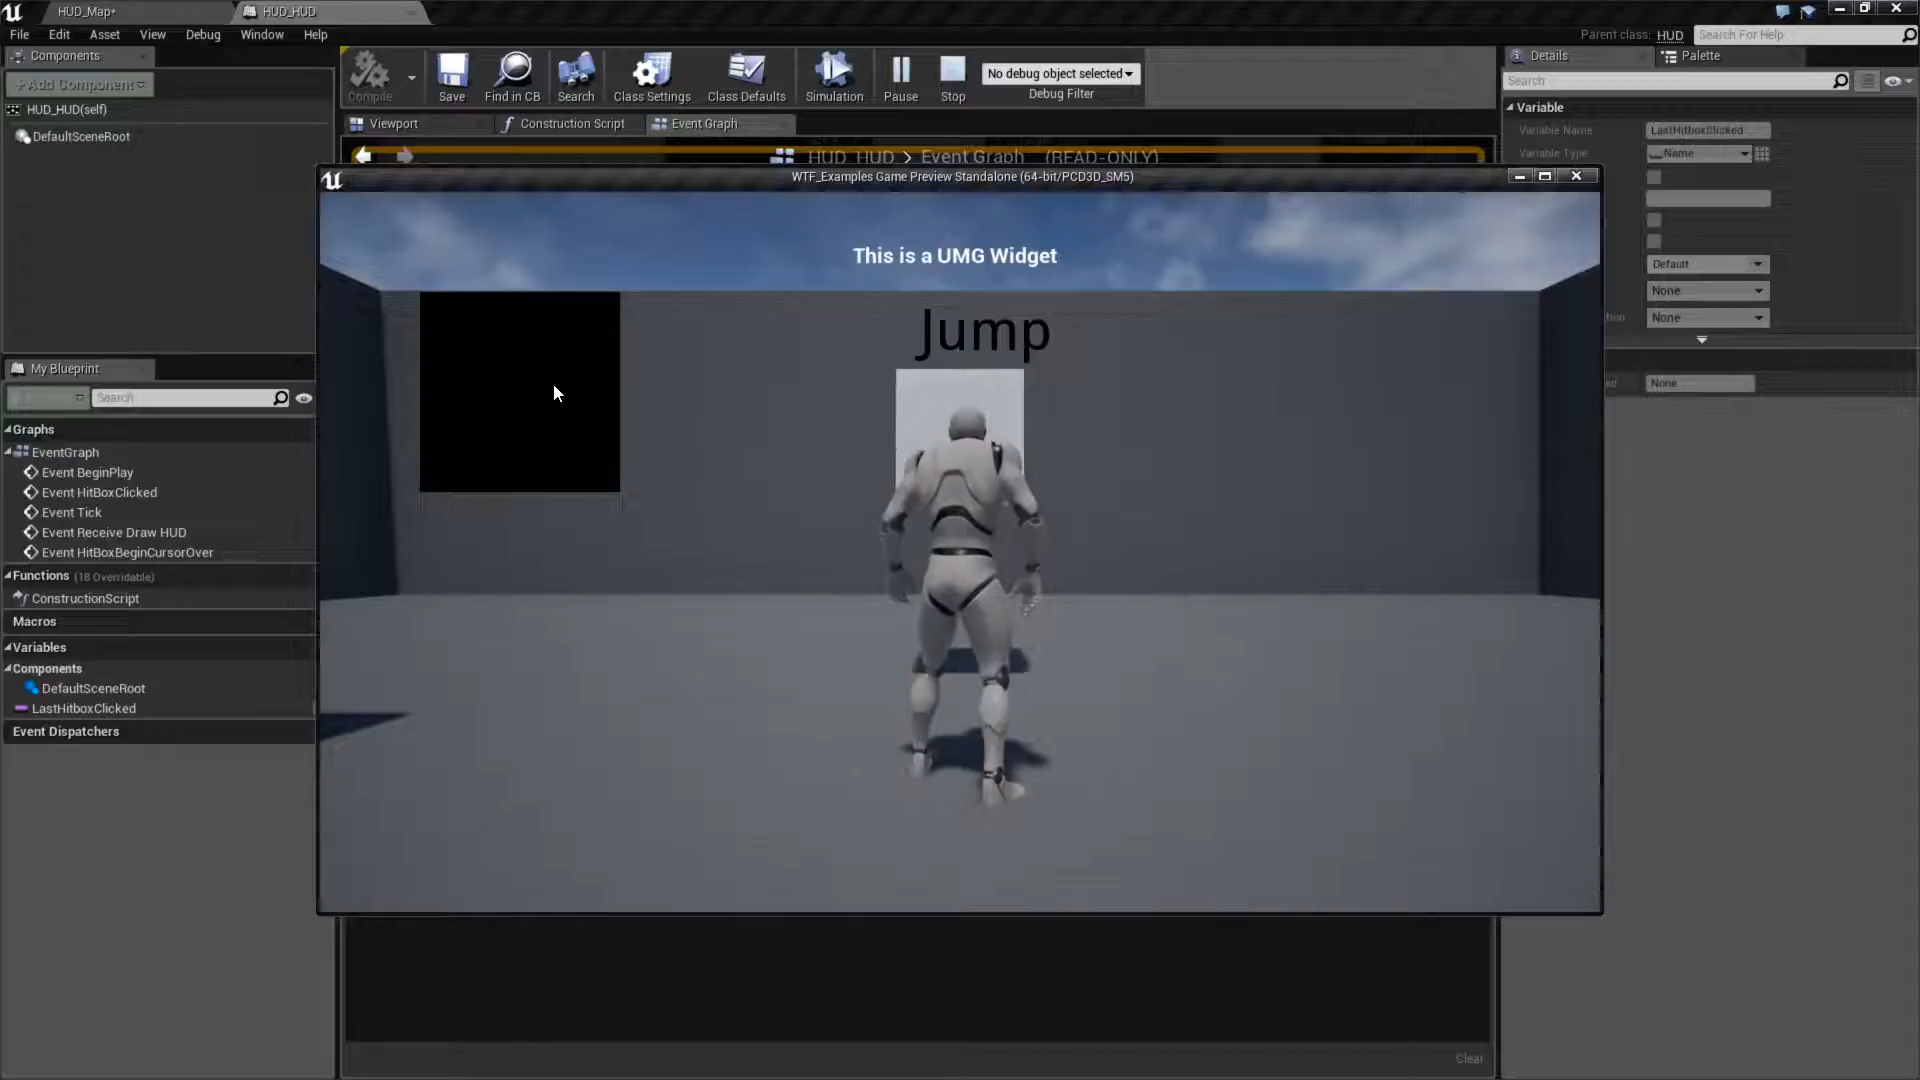 HUD_Map*
HUD_HUD
File Edit Asset View Debug Window Help
Parent class: HUD
Search For Help
Components
+Add Component
HUD_HUD(self)
DefaultSceneRoot
Compile
Save
Find in CB
Search
Class Settings
Class Defaults
Simulation
Pause
Stop
No debug object selected
Debug Filter
Viewport
Construction Script
Event Graph
HUD_HUD > Event Graph (READ-ONLY)
WTF_Examples Game Preview Standalone (64-bit/PCD3D_SM5)
This is a UMG Widget
Jump
Clear
My Blueprint
Search
Graphs
EventGraph
Event BeginPlay
Event HitBoxClicked
Event Tick
Event Receive Draw HUD
Event HitBoxBeginCursorOver
Functions (18 Overridable)
ConstructionScript
Macros
Variables
Components
DefaultSceneRoot
LastHitboxClicked
Event Dispatchers
Details
Palette
Search
Variable
Variable Name LastHitboxClicked
Variable Type Name
Default
None
None
None